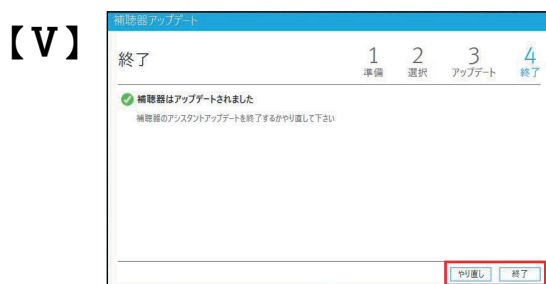 【V】
補聴器アップデート
終了
1 2 3 4
準備 選択 アップデート 終了
補聴器はアップデートされました
補聴器のアシスタントアップデートを終了するかやり直して下さい
やり直し 終了